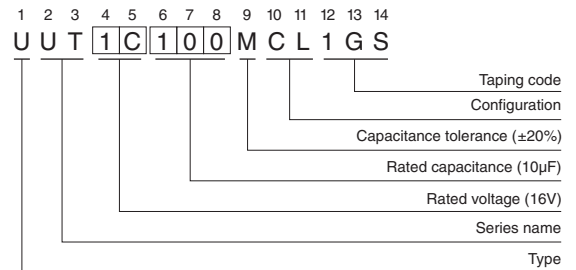 1 2 3 4 5 6 7 8 9 10 11 12 13 14
U U T 1 C 1 0 0 M C L 1 G S
Taping code
Configuration
Capacitance tolerance (±20%)
Rated capacitance (10µF)
Rated voltage (16V)
Series name
Type